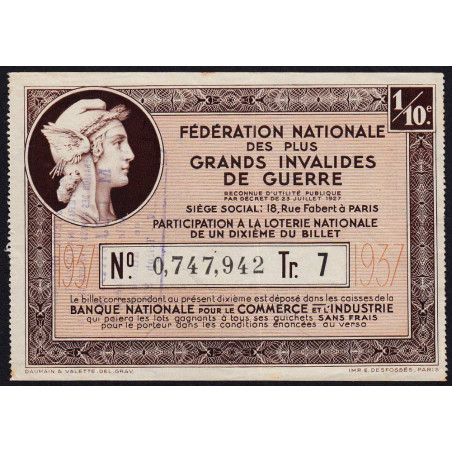 1/10e.
FÉDÉRATION NATIONALE
DES PLUS
GRANDS INVALIDES
DE GUERRE
RECONNUE D'UTILITÉ PUBLIQUE
PAR DÉCRET DE 23 JUILLET 1927
SIÈGE SOCIAL: 18, Rue Fabert à PARIS
PARTICIPATION A LA LOTERIE NATIONALE
DE UN DIXIÈME DU BILLET
1937 No 0,747,942 Tr. 7 1937
Le billet correspondant au présent dixième est déposé dans les caisses de la
BANQUE NATIONALE POUR LE COMMERCE ET L'INDUSTRIE
qui paiera les lots gagnants à tous ses guichets SANS FRAIS
pour le porteur dans les conditions énoncées au verso
DAUMAIN & VALETTE. DEL. GRAV. IMP. E. DESFOSSÉS, PARIS